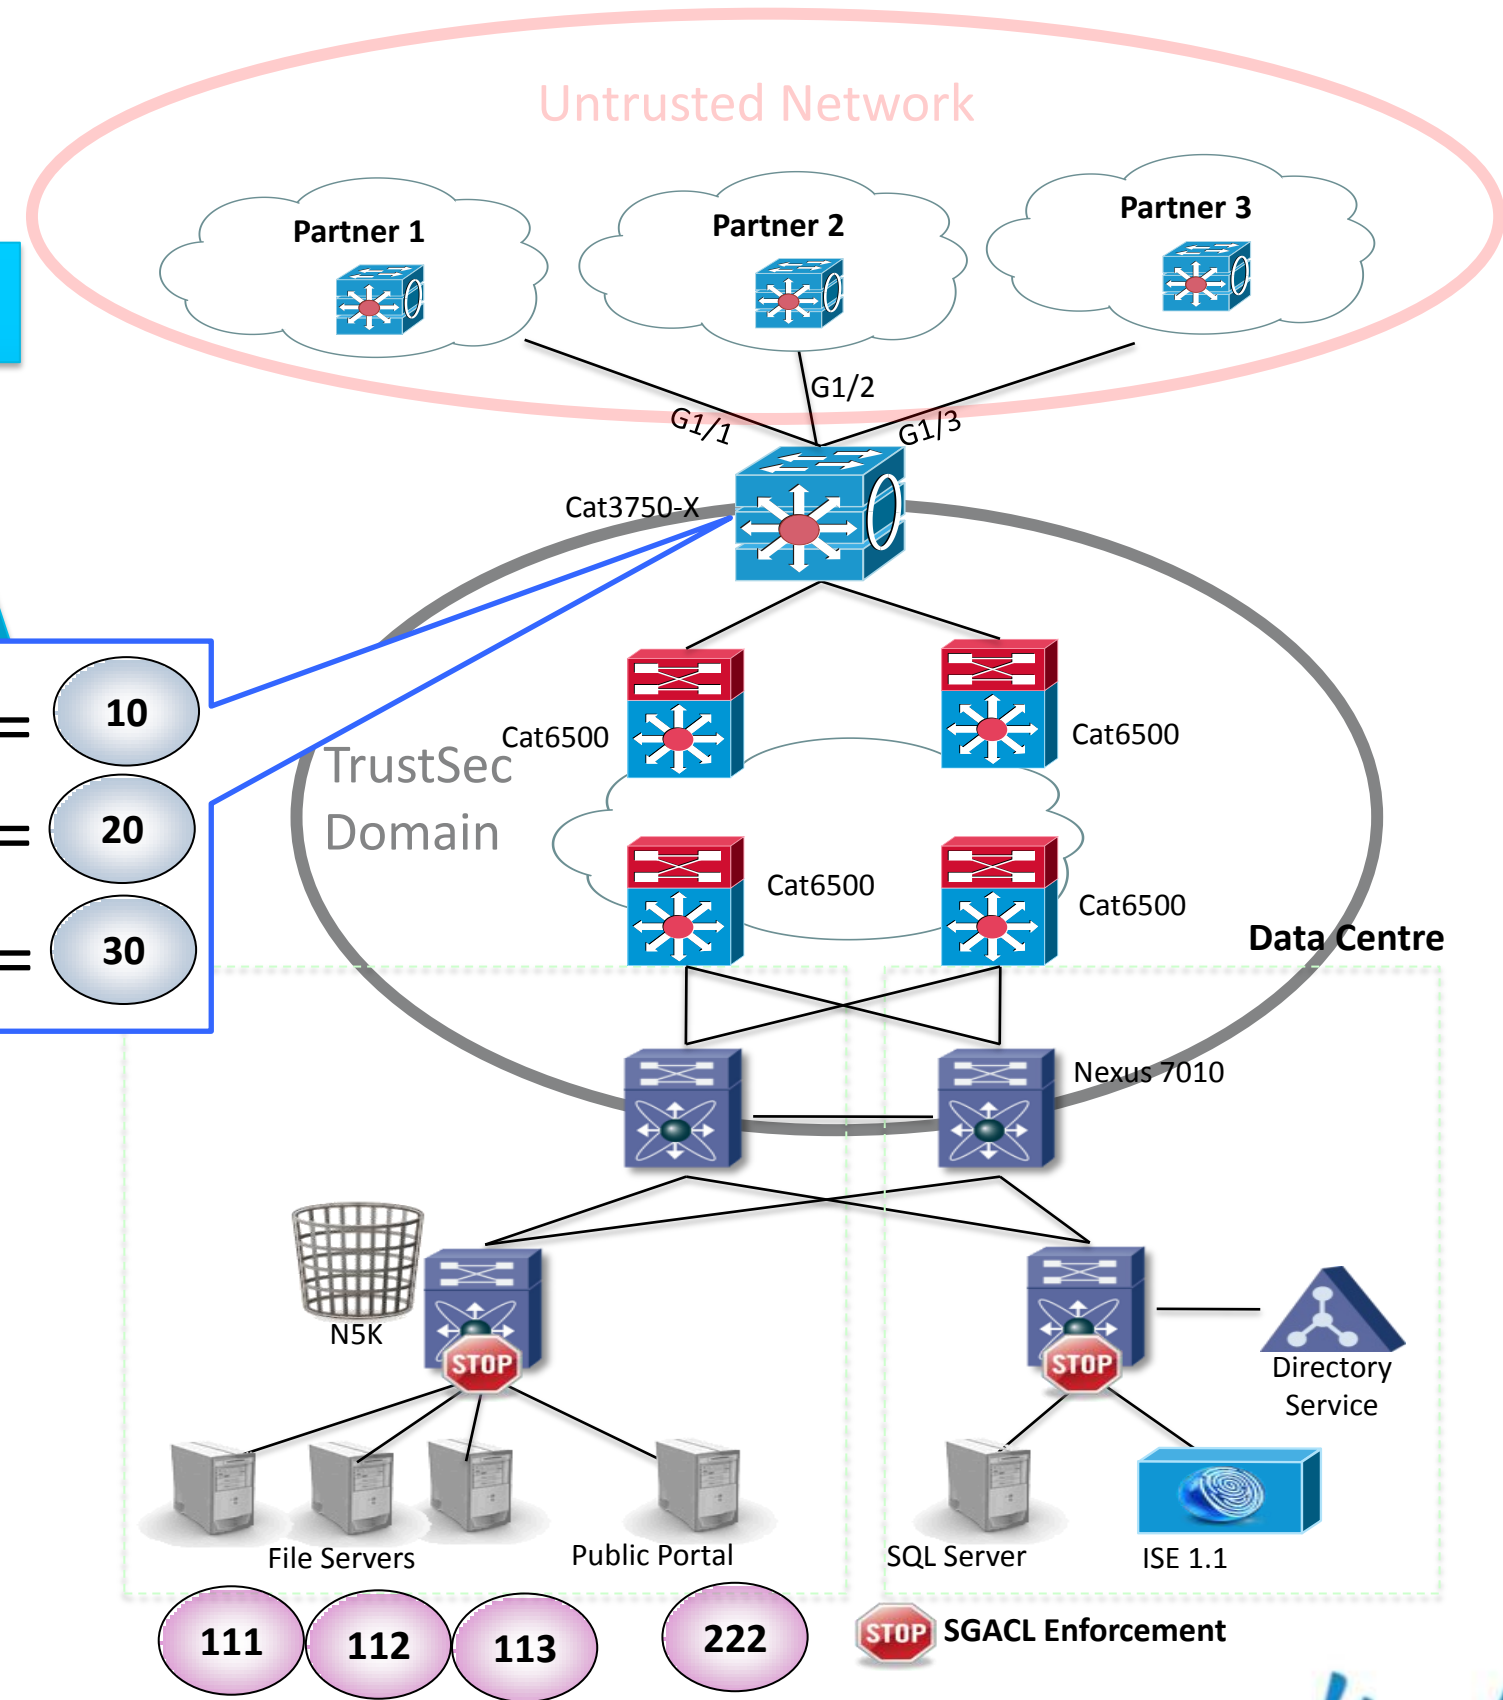 Untrusted Network
Partner 1
Partner 2
Partner 3
G1/2
G1/1
G1/3
Cat3750-X
= 10
= 20
= 30
TrustSec
Domain
Cat6500
Cat6500
Cat6500
Cat6500
Data Centre
Nexus 7010
N5K
STOP
STOP
Directory
Service
File Servers
Public Portal
SQL Server
ISE 1.1
111
112
113
222
STOP SGACL Enforcement